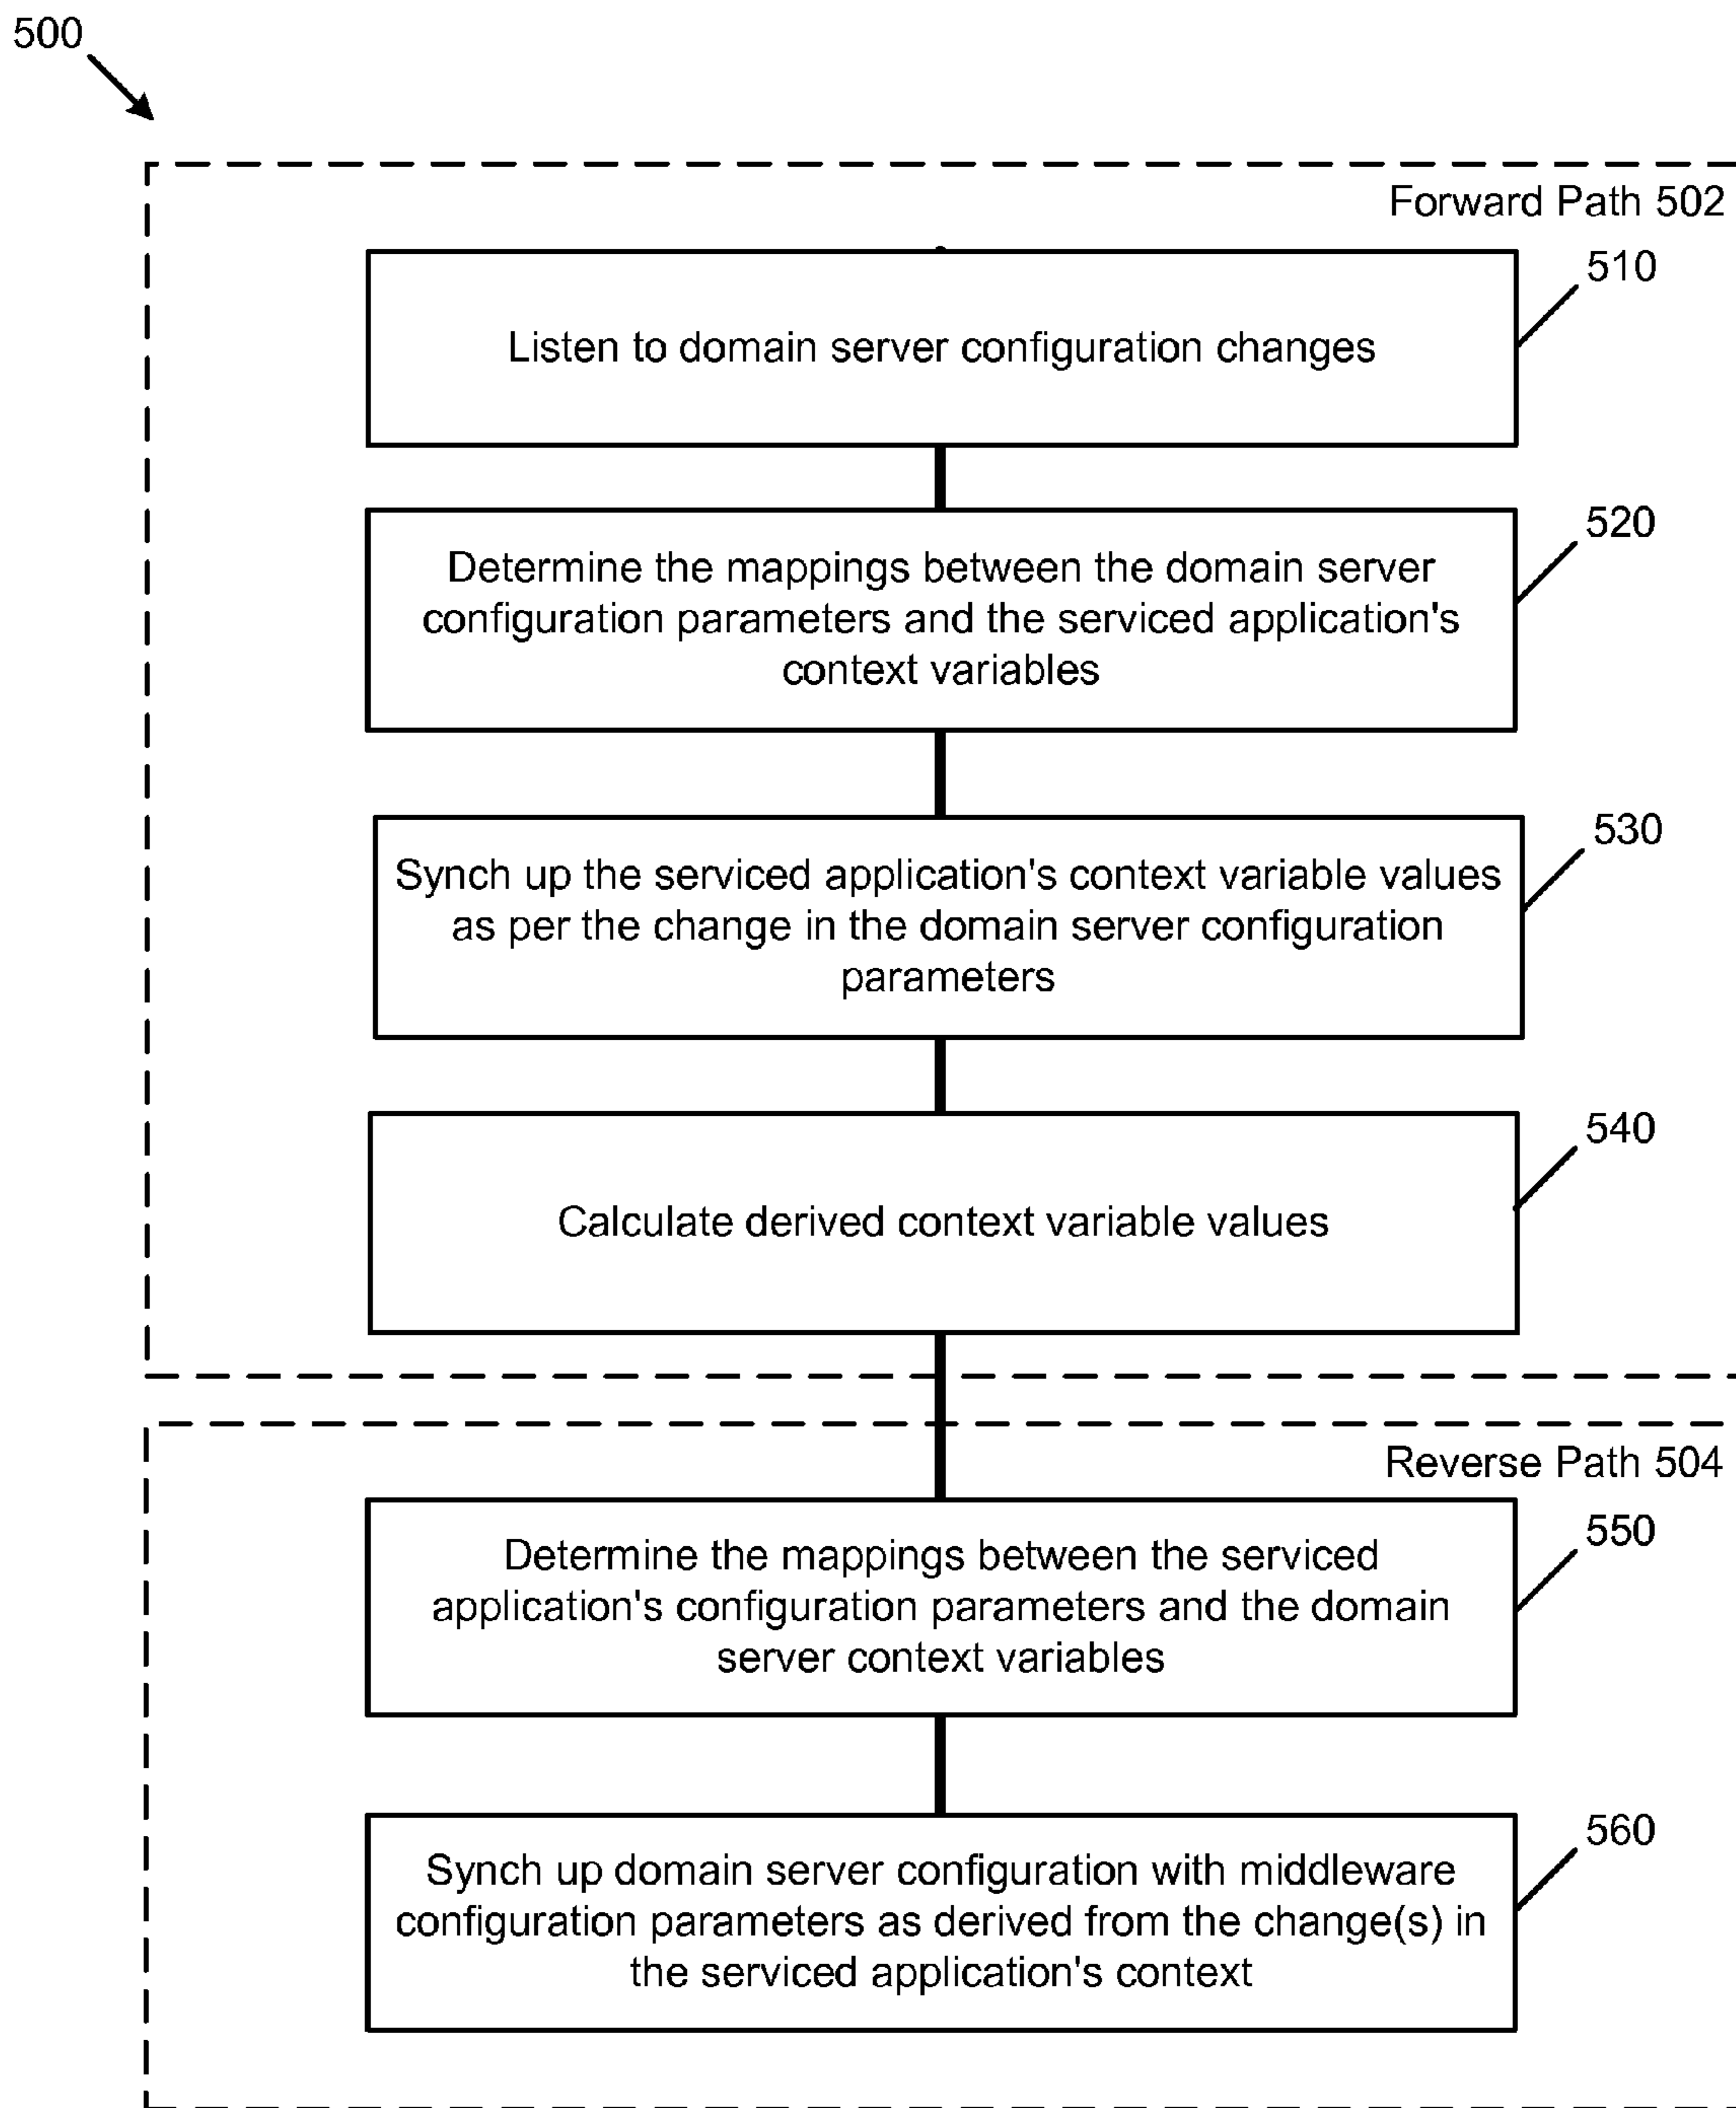 500
Forward Path 502
510
Listen to domain server configuration changes
520
Determine the mappings between the domain server
configuration parameters and the serviced application's
context variables
530
Synch up the serviced application's context variable values
as per the change in the domain server configuration
parameters
540
Calculate derived context variable values
Reverse Path 504
550
Determine the mappings between the serviced
application's configuration parameters and the domain
server context variables
560
Synch up domain server configuration with middleware
configuration parameters as derived from the change(s) in
the serviced application's context